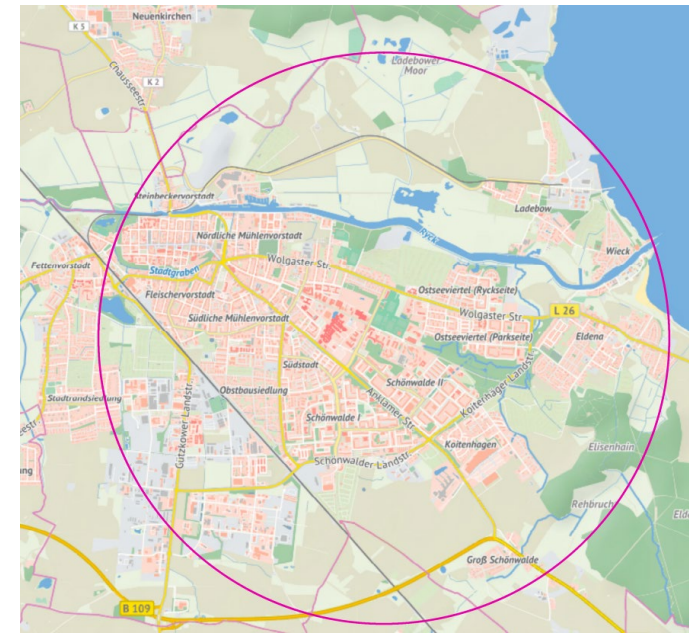 Neuenkirchen
K 5
K 2
Chausseestr.
Ladebower
Moor
Steinbeckervorstadt
Ladebow
Ryck
Wieck
Nördliche Mühlenvorstadt
Fettenvorstadt
Stadtgraben
Wolgaster Str.
Fleischervorstadt
Ostseeviertel (Ryckseite)
Wolgaster Str.
L 26
Südliche Mühlenvorstadt
Ostseeviertel (Parkseite)
Eldena
Südstadt
Schönwalde II
Obstbausiedlung
Stadtrandsiedlung
Anklamer Str.
Koitenhager Landstr.
Gützkower Landstr.
Schönwalde I
Koitenhagen
Elisenhain
Schönwalder Landstr.
Rehbruch
Groß Schönwalde
B 109